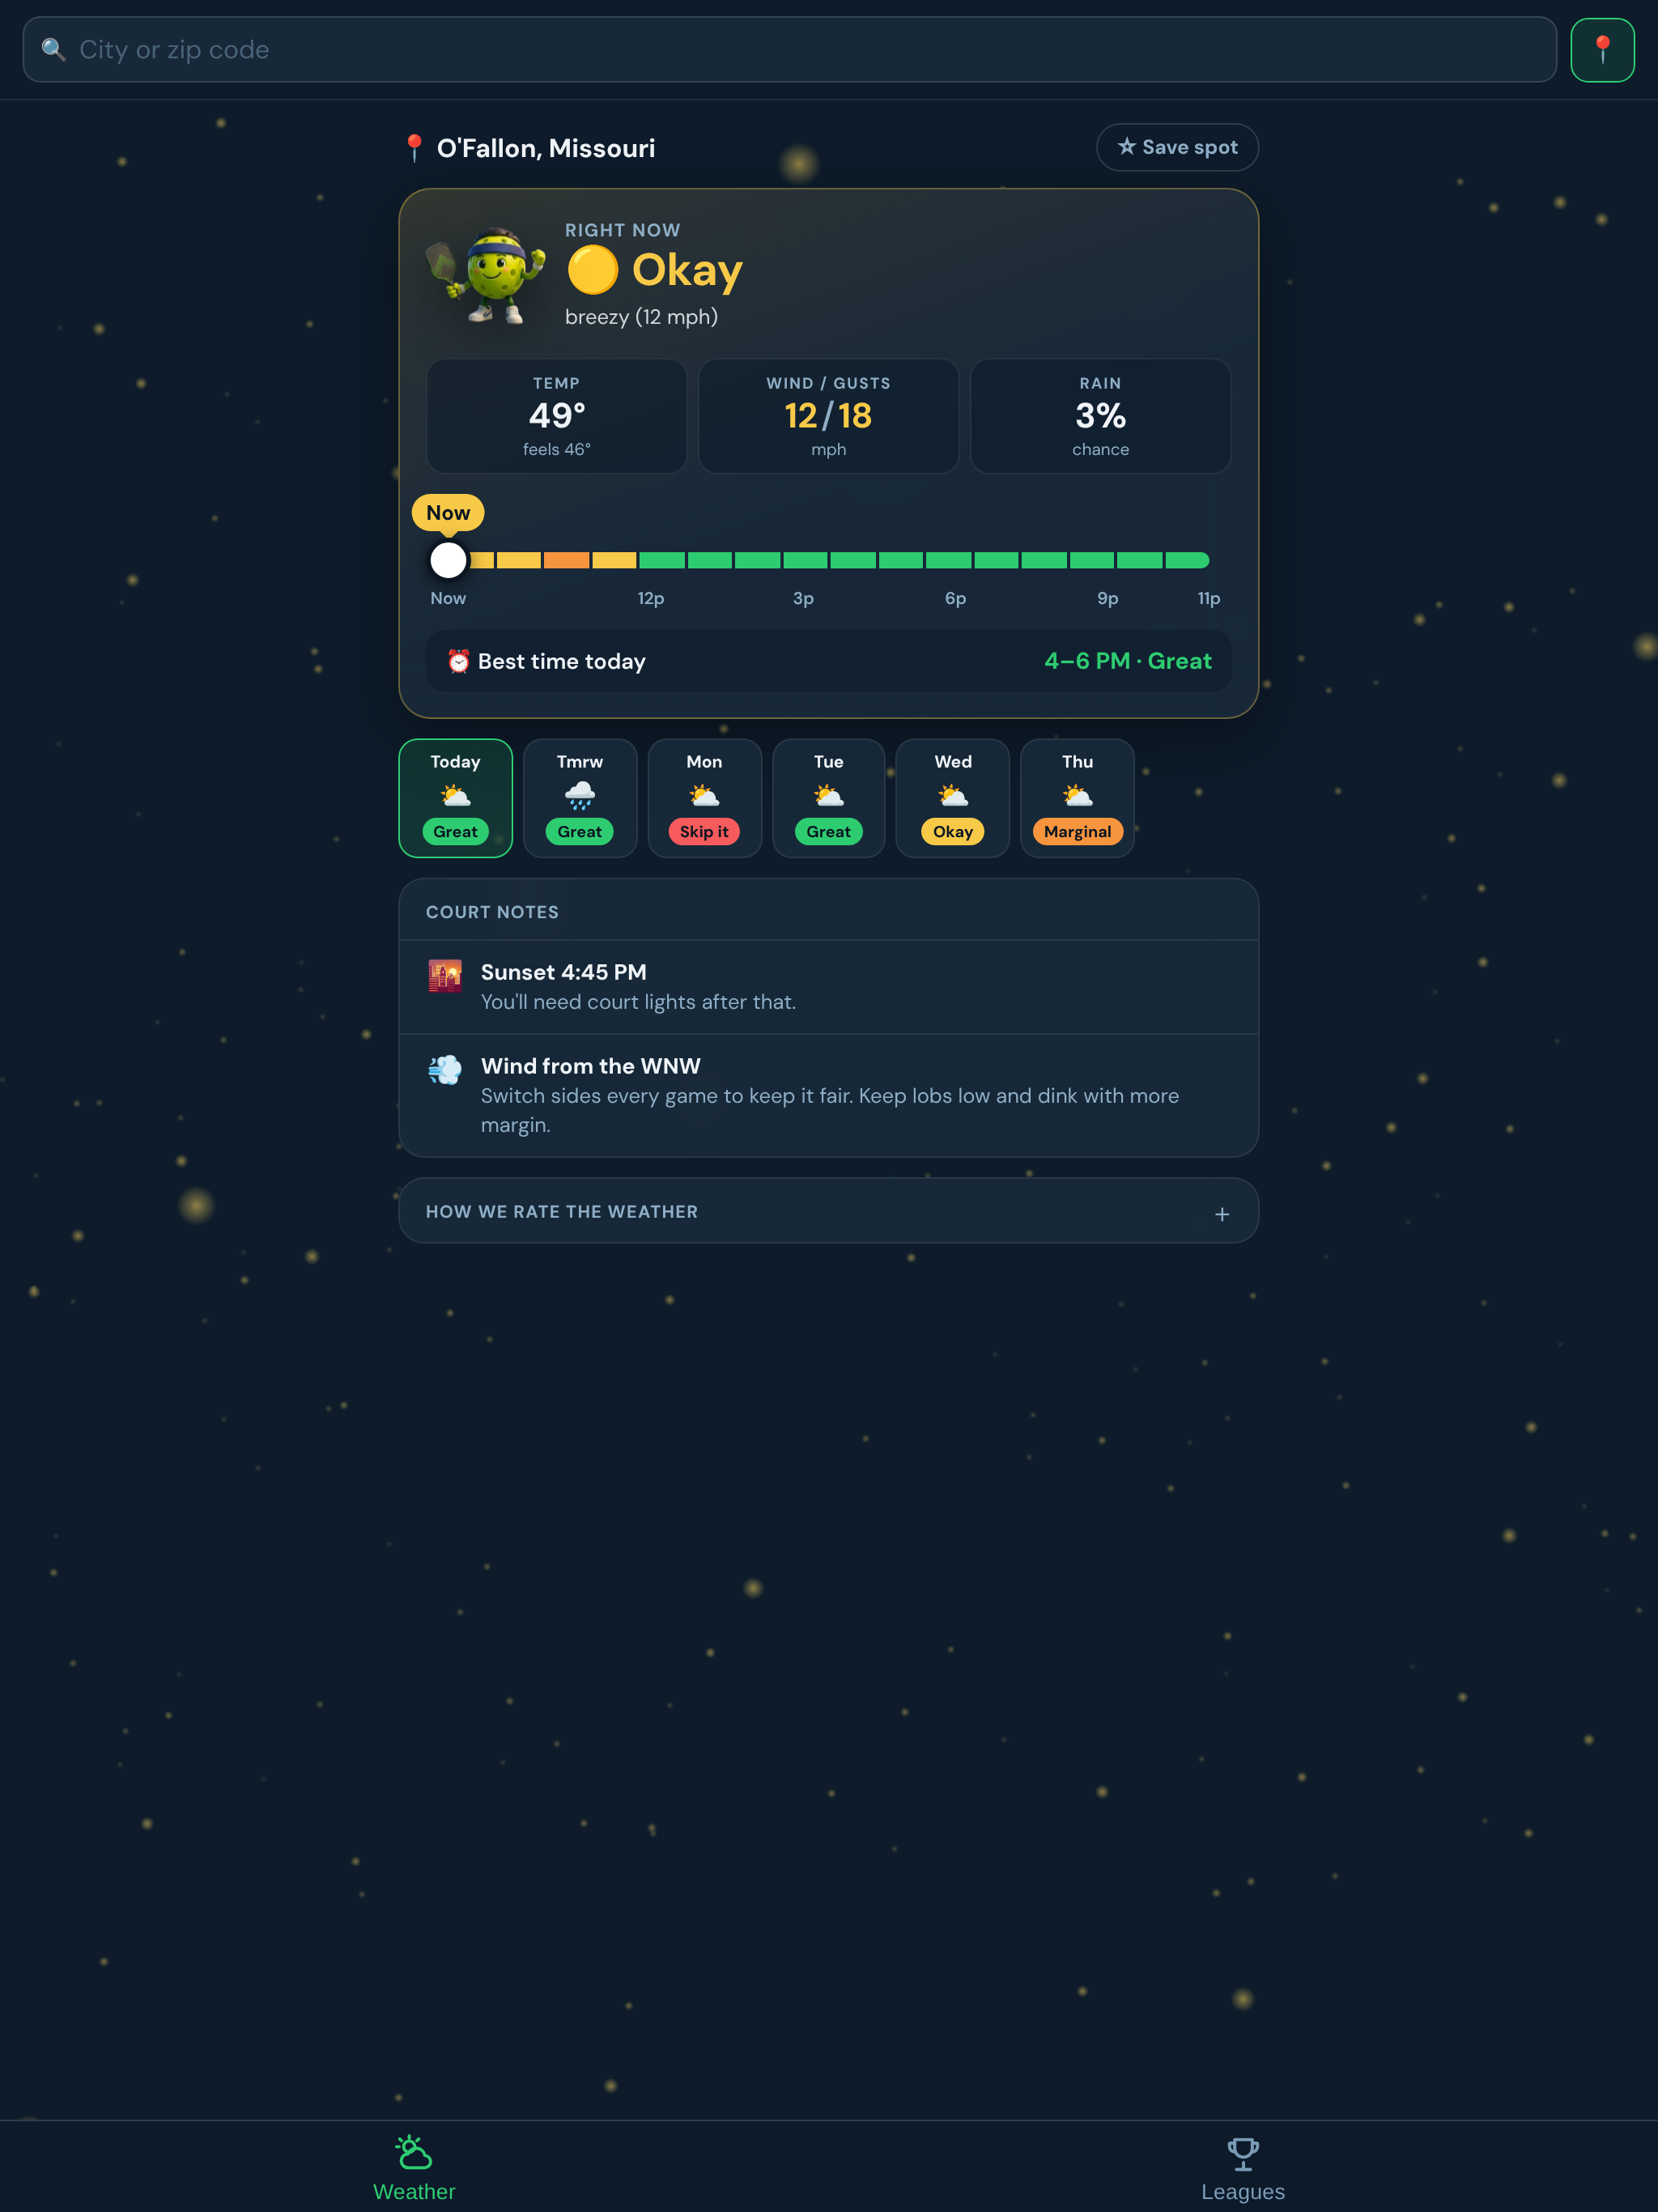 City or zip code
O'Fallon, Missouri
☆ Save spot
RIGHT NOW
Okay
breezy (12 mph)
TEMP
49°
feels 46°
WIND / GUSTS
12/18
mph
RAIN
3%
chance
Now
Now 12p 3p 6p 9p 11p
Best time today 4–6 PM · Great
Today
Great
Tmrw
Great
Mon
Skip it
Tue
Great
Wed
Okay
Thu
Marginal
COURT NOTES
Sunset 4:45 PM
You'll need court lights after that.
Wind from the WNW
Switch sides every game to keep it fair. Keep lobs low and dink with more
margin.
HOW WE RATE THE WEATHER +
Weather
Leagues